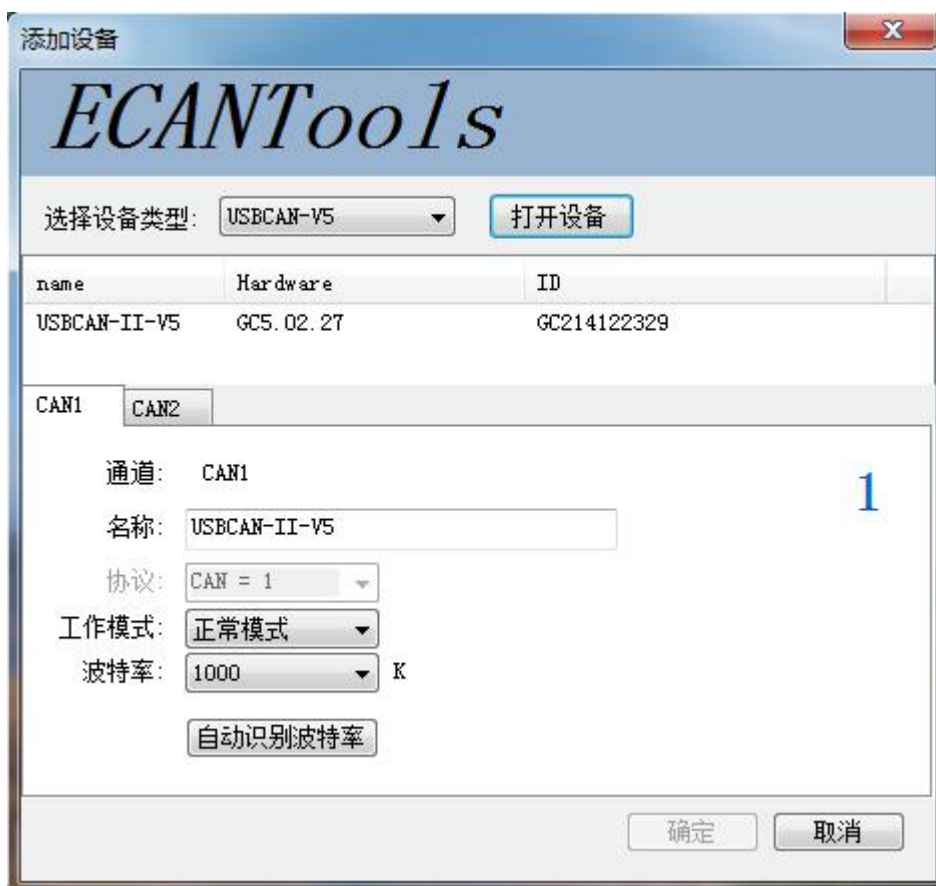 添加设备
ECANTools
选择设备类型: USBCAN-V5 打开设备
name Hardware ID
USBCAN-II-V5 GC5.02.27 GC214122329
CAN1 CAN2
通道: CAN1
1
名称: USBCAN-II-V5
协议: CAN = 1
工作模式: 正常模式
波特率: 1000 K
自动识别波特率
确定 取消